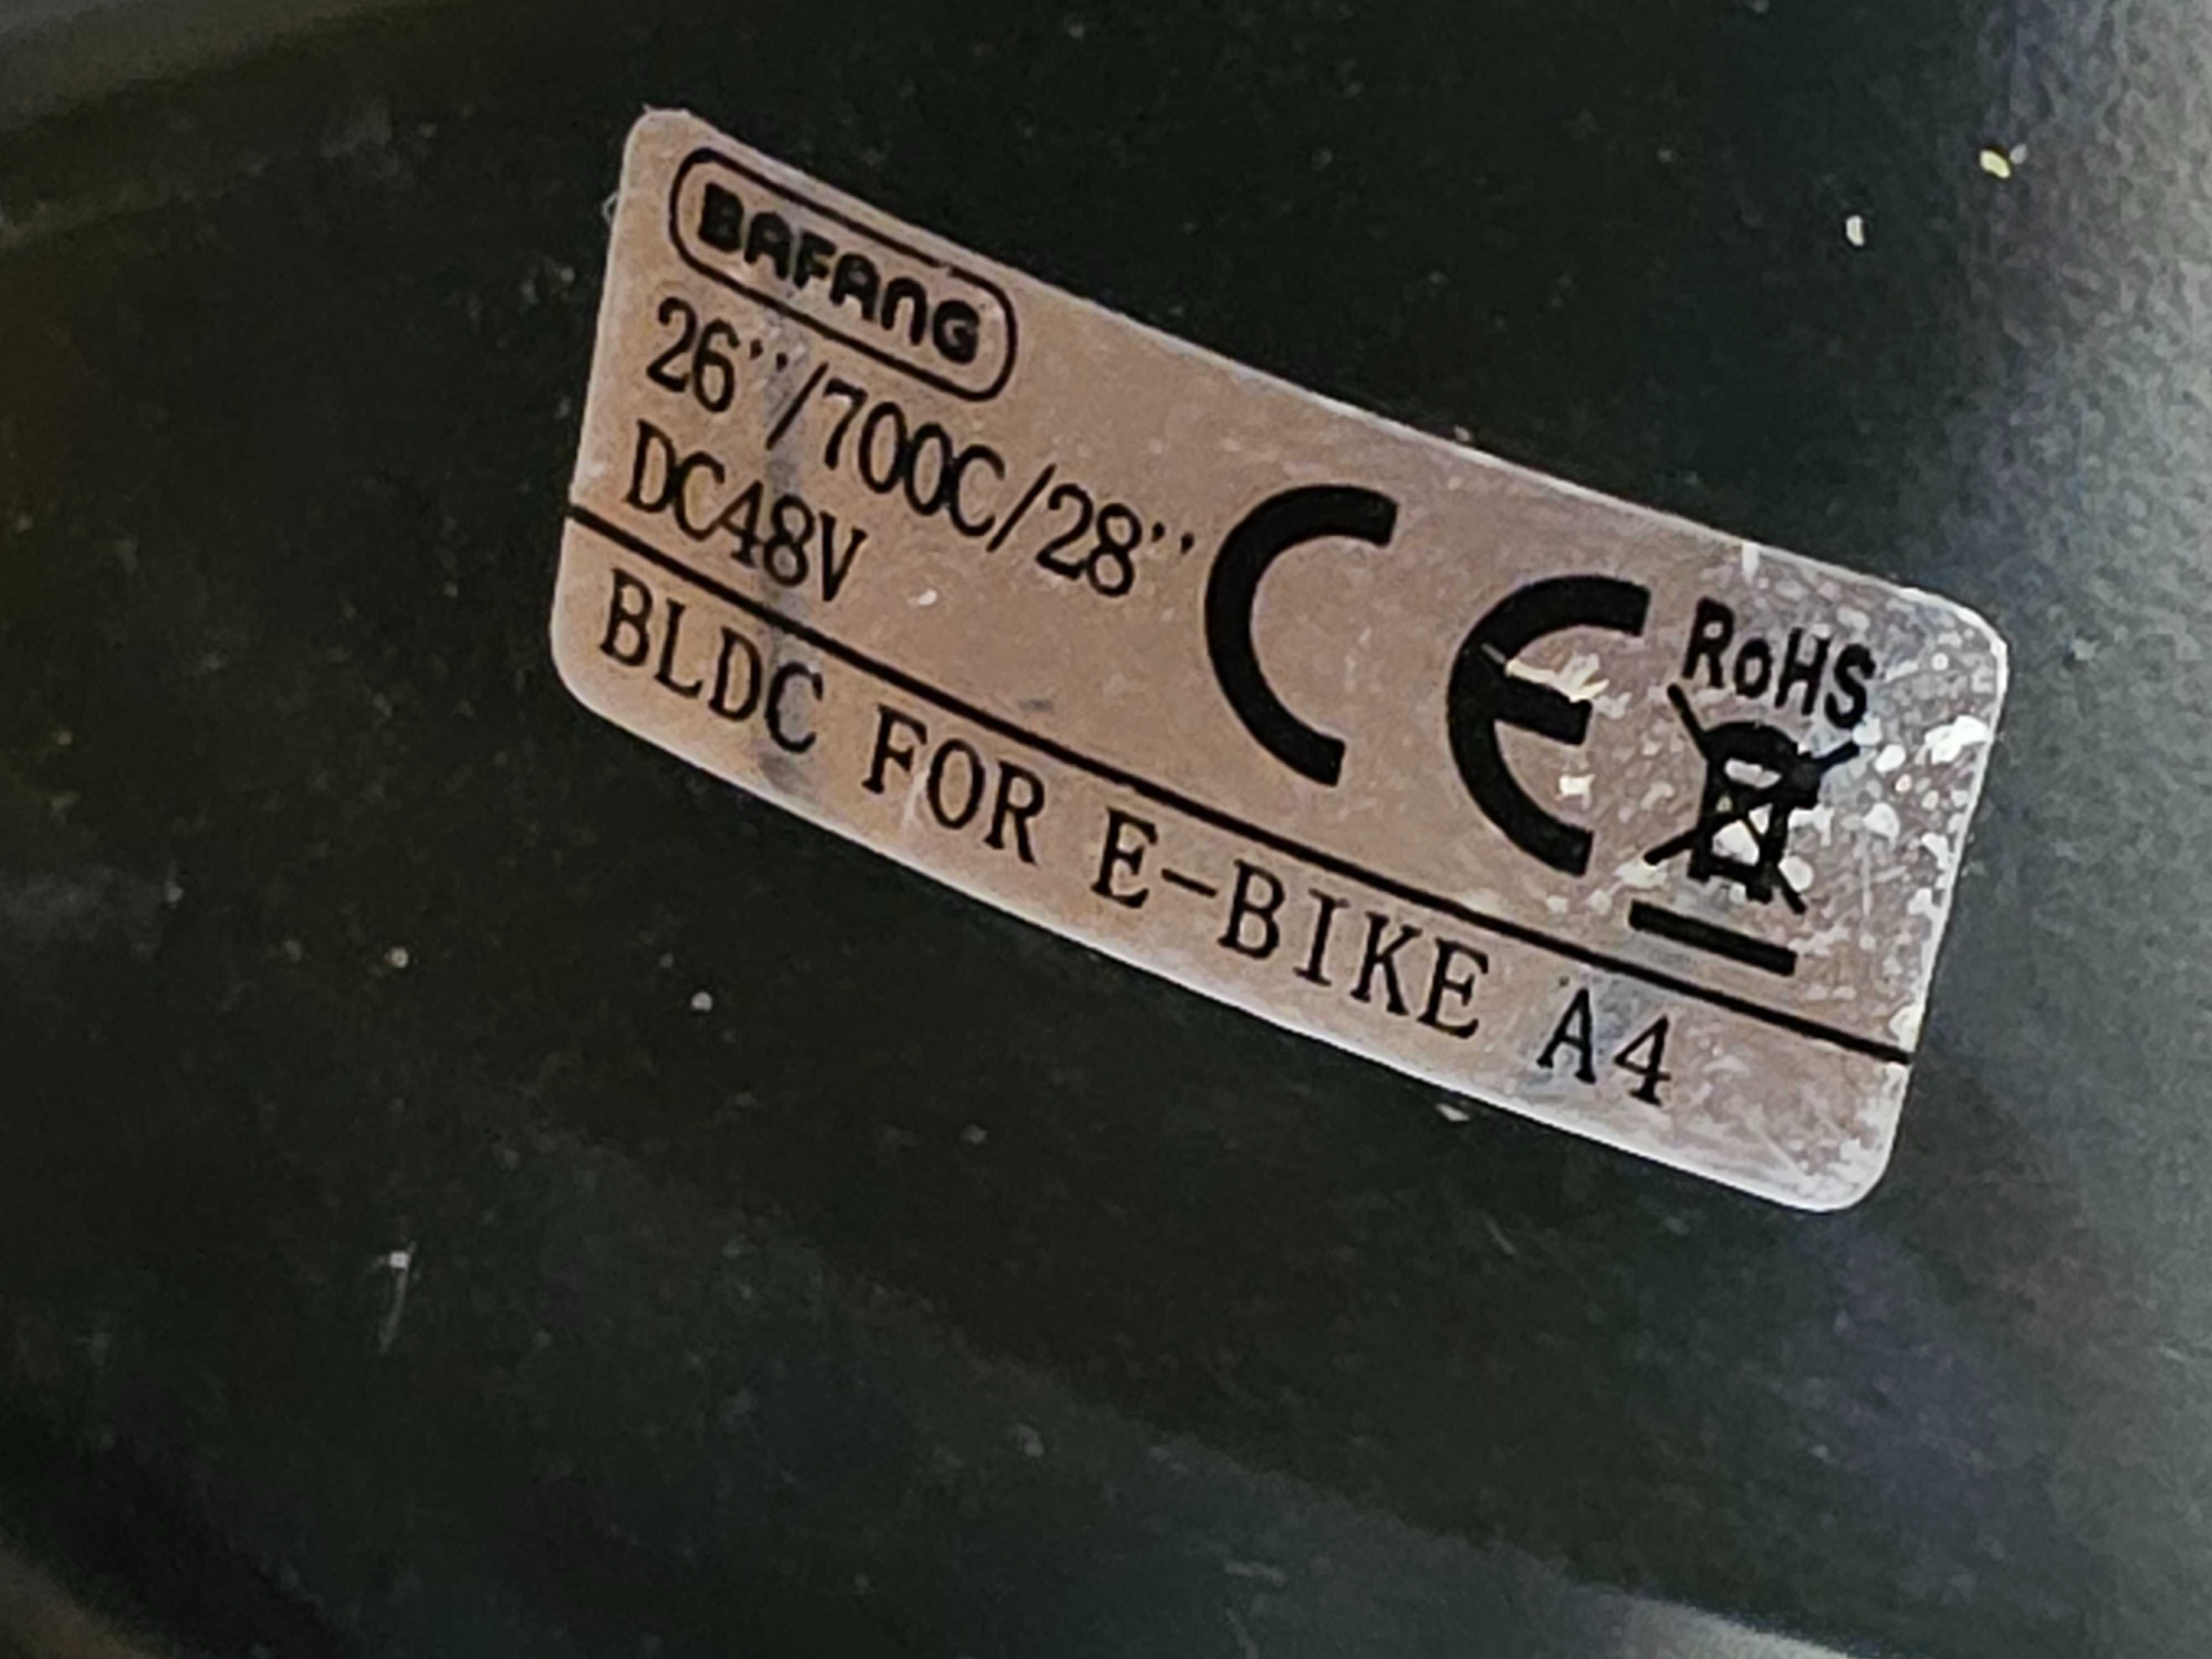 BAFANG
26''/700C/28''
DC48V
CE
RoHS
BLDC FOR E-BIKE A4